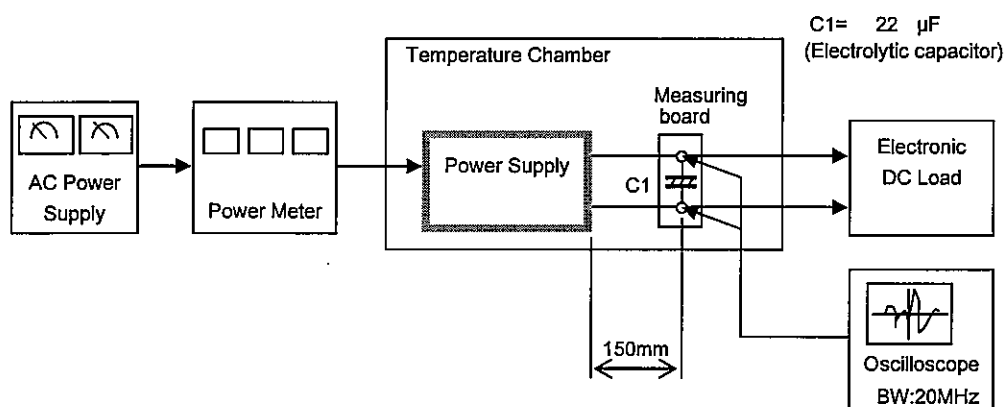 C1= 22 µF
(Electrolytic capacitor)
Temperature Chamber
Measuring
board
AC Power
Supply
Power Meter
Power Supply
C1
Electronic
DC Load
150mm
Oscilloscope
BW:20MHz